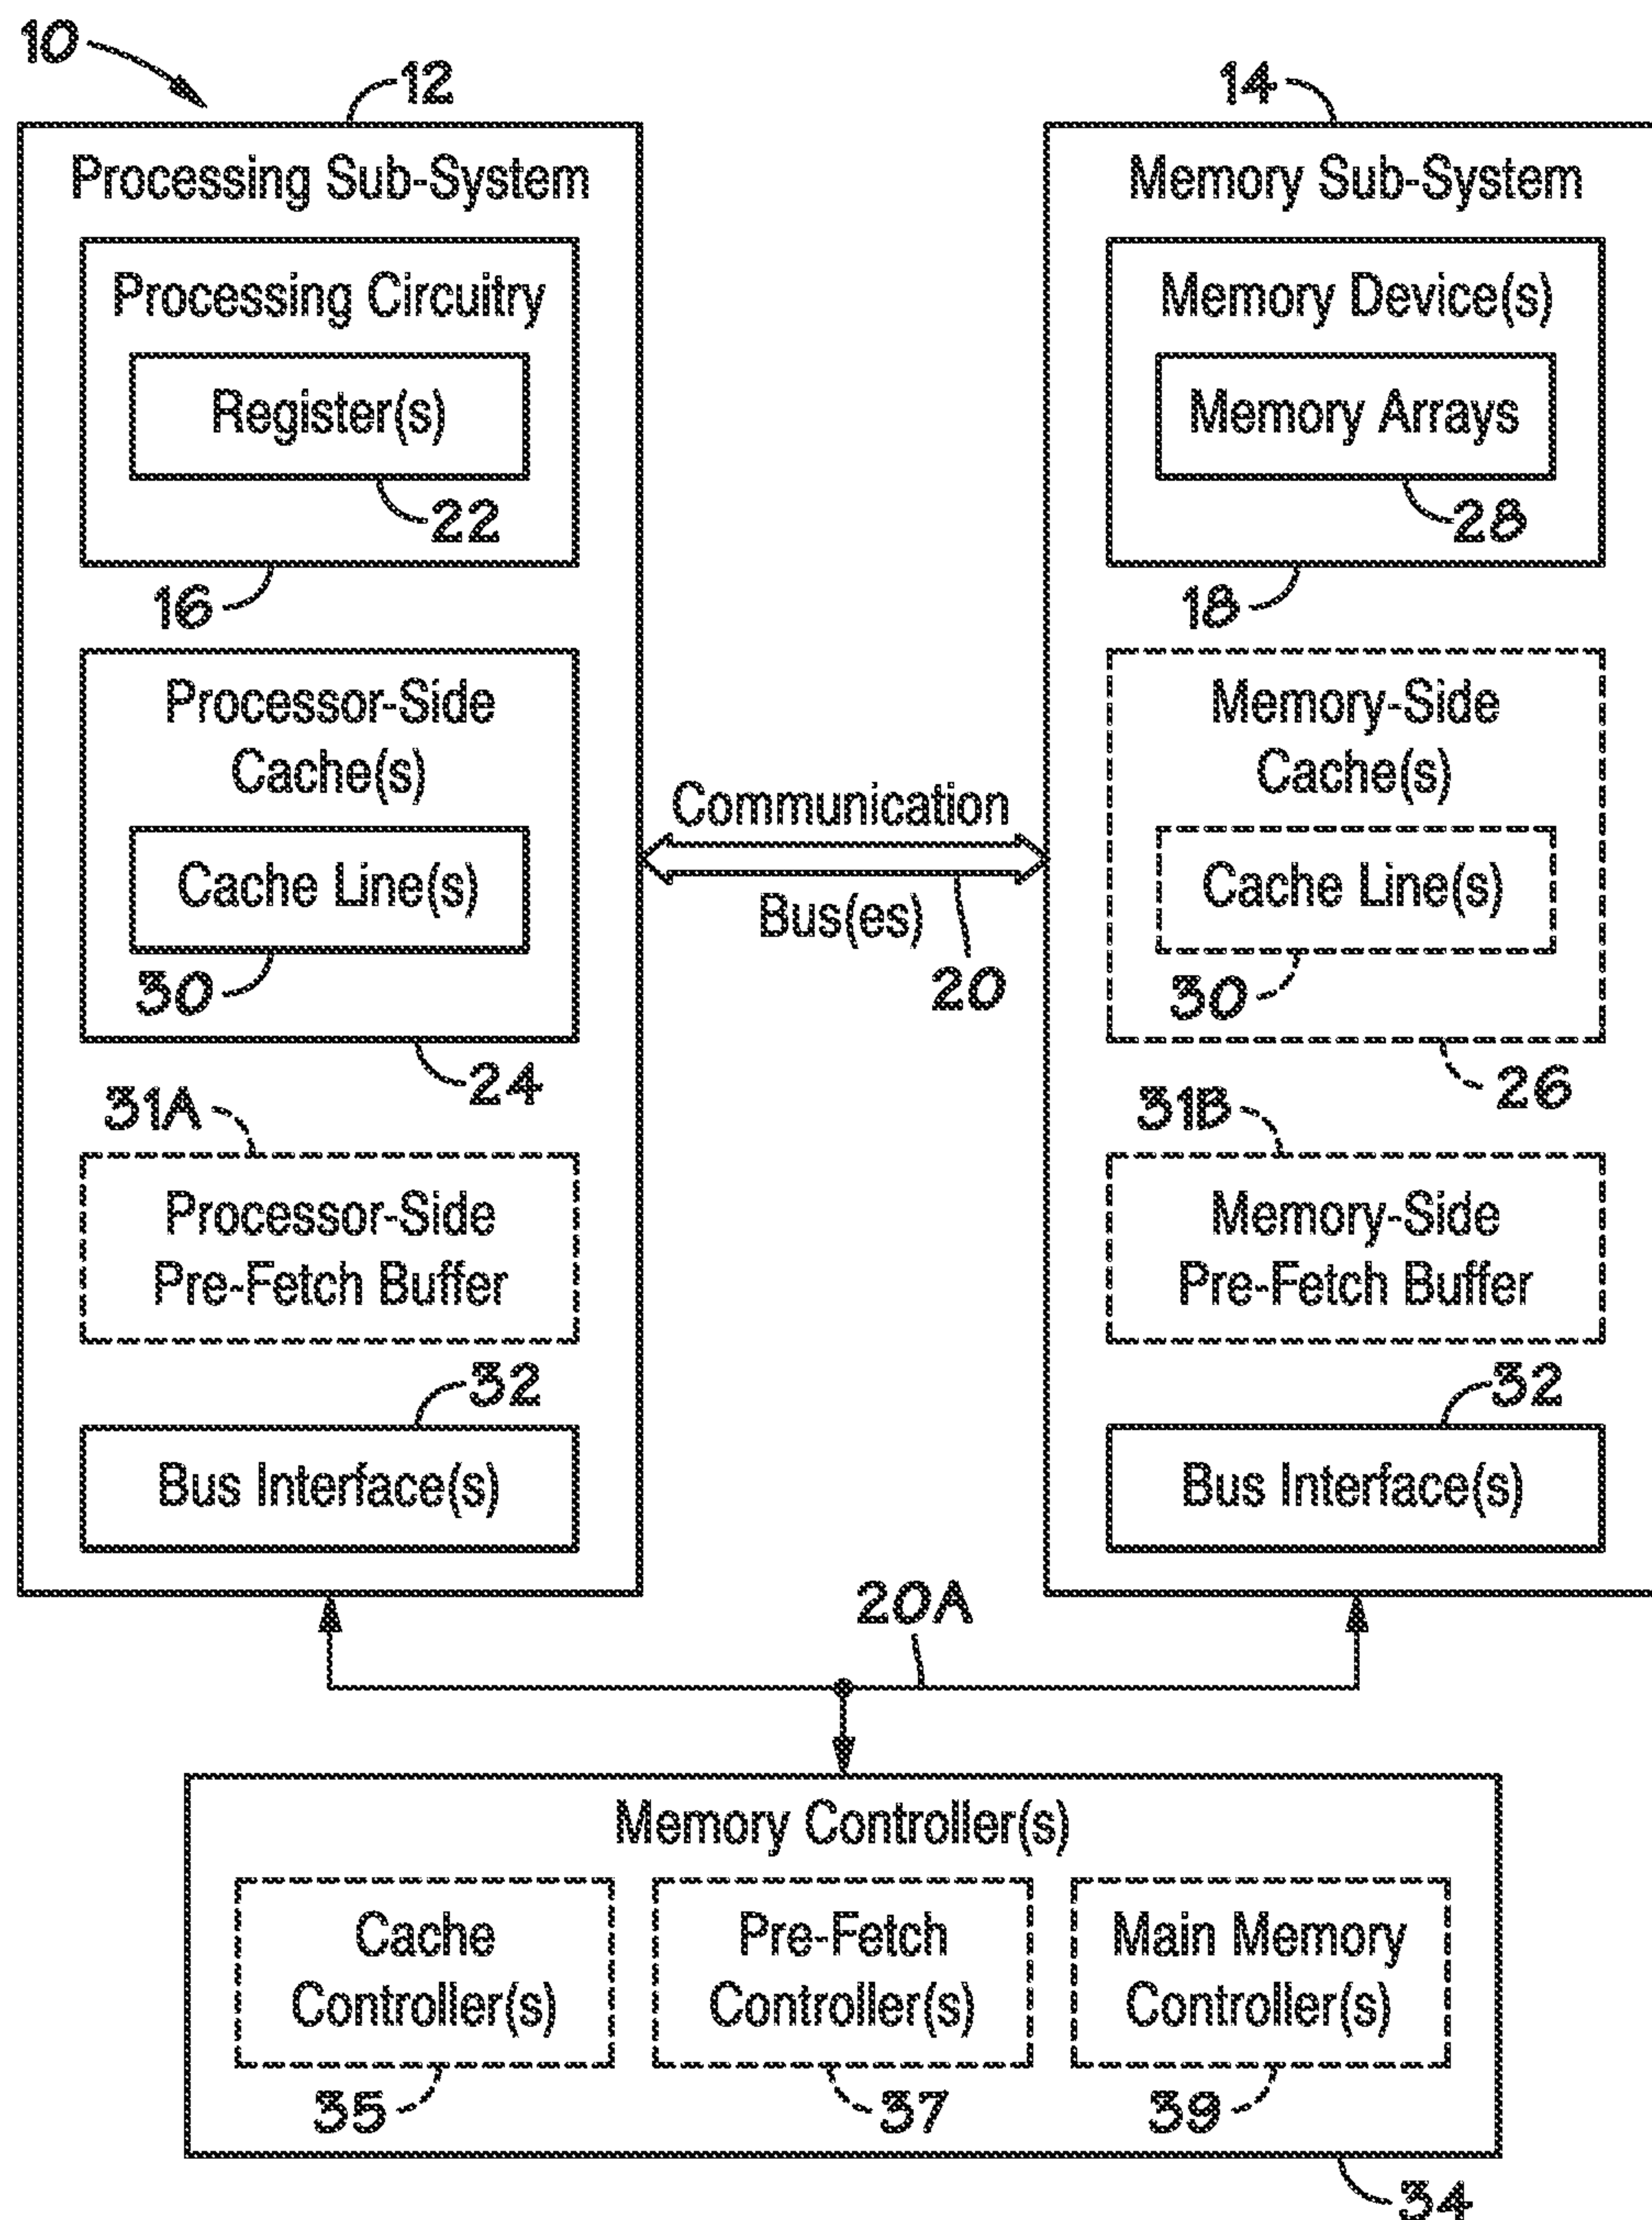 10
12
Processing Sub-System
Processing Circuitry
Register(s)
22
16
Processor-Side
Cache(s)
Cache Line(s)
30
24
31A
Processor-Side
Pre-Fetch Buffer
32
Bus Interface(s)
Communication
Bus(es)
20
14
Memory Sub-System
Memory Device(s)
Memory Arrays
28
18
Memory-Side
Cache(s)
Cache Line(s)
30
26
31B
Memory-Side
Pre-Fetch Buffer
32
Bus Interface(s)
20A
Memory Controller(s)
Cache
Controller(s)
35
Pre-Fetch
Controller(s)
37
Main Memory
Controller(s)
39
34